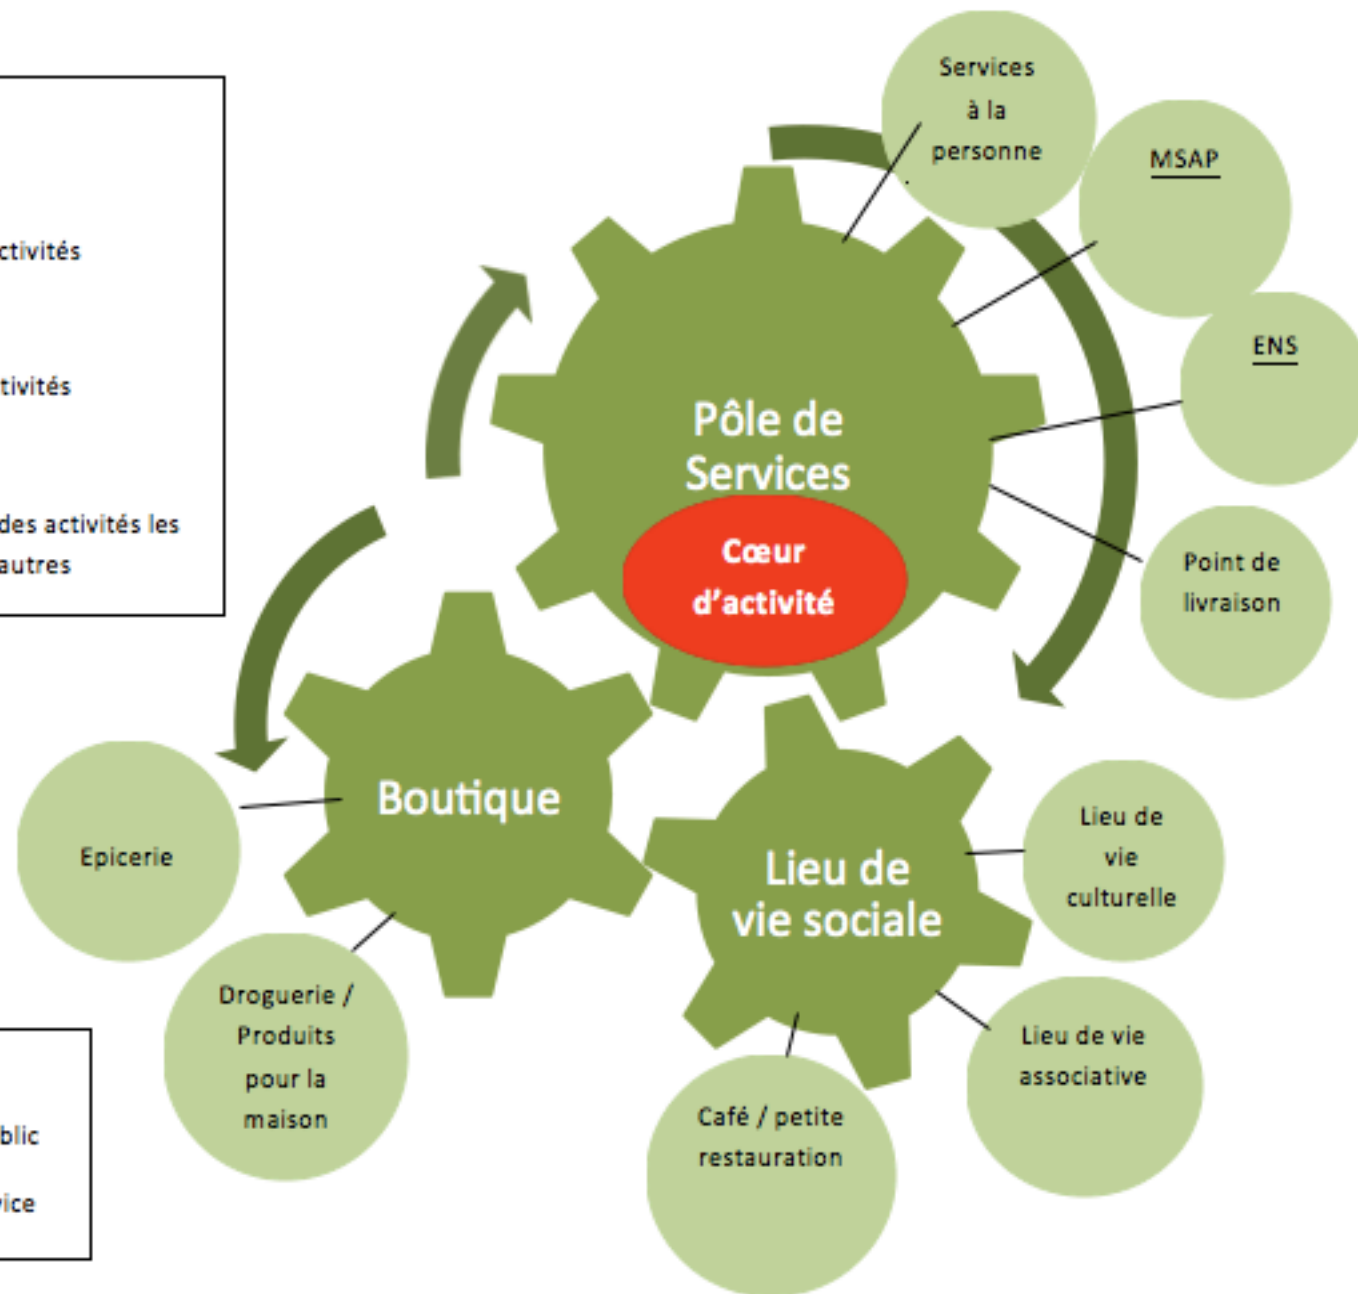 ctivités
tivités
des activités les
autres
blic
vice
Services
à la
personne
MSAP
ENS
Point de
livraison
Pôle de
Services
Cœur
d'activité
Boutique
Epicerie
Droguerie /
Produits
pour la
maison
Lieu de
vie sociale
Lieu de
vie
culturelle
Lieu de vie
associative
Café / petite
restauration